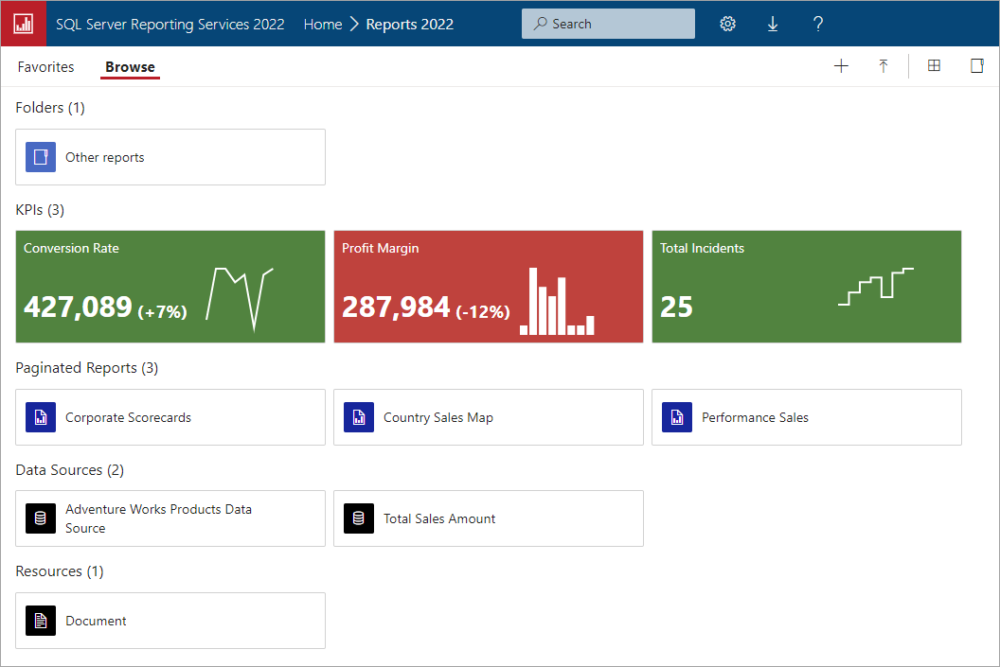 SQL Server Reporting Services 2022 Home Reports 2022 Search ?
Favorites Browse
Folders (1)
Other reports
KPIs (3)
Conversion Rate
427,089 (+7%)
Profit Margin
287,984 (-12%)
Total Incidents
25
Paginated Reports (3)
Corporate Scorecards
Country Sales Map
Performance Sales
Data Sources (2)
Adventure Works Products Data
Source
Total Sales Amount
Resources (1)
Document